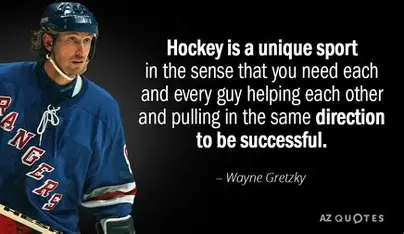 Hockey is a unique sport
in the sense that you need each
and every guy helping each other
and pulling in the same direction
to be successful.
– Wayne Gretzky
RANGERS
AZ QUOTES